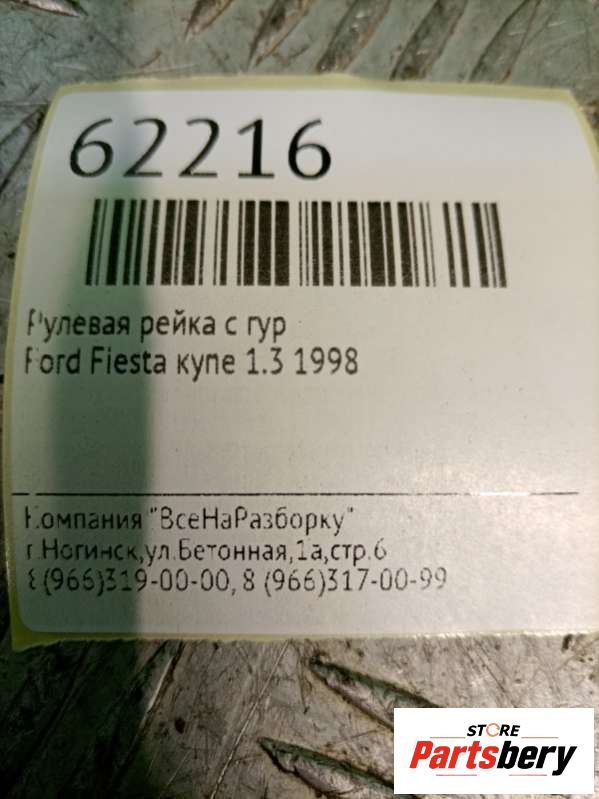 62216
Рулевая рейка с гур
Ford Fiesta купе 1.3 1998
Компания "ВсеНаРазборку"
г.Ногинск,ул.Бетонная,1а,стр.6
8 (966)319-00-00, 8 (966)317-00-99
STORE
Partsbery